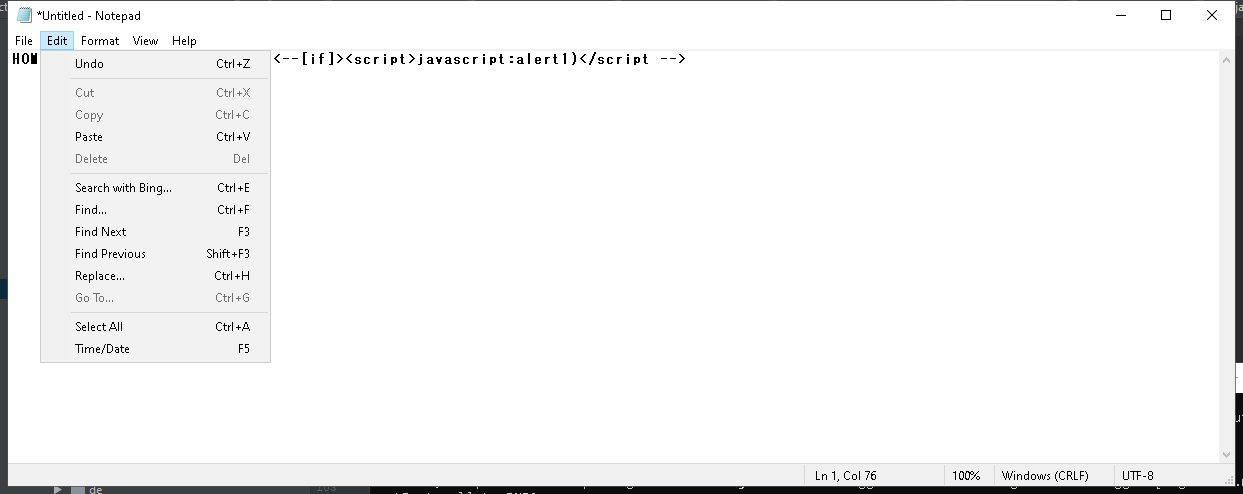 *Untitled - Notepad
File Edit Format View Help
HOM <--[if]><script>javascript:alert1)</script -->
Undo Ctrl+Z
Cut Ctrl+X
Copy Ctrl+C
Paste Ctrl+V
Delete Del
Search with Bing... Ctrl+E
Find... Ctrl+F
Find Next F3
Find Previous Shift+F3
Replace... Ctrl+H
Go To... Ctrl+G
Select All Ctrl+A
Time/Date F5
Ln 1, Col 76 100% Windows (CRLF) UTF-8
de